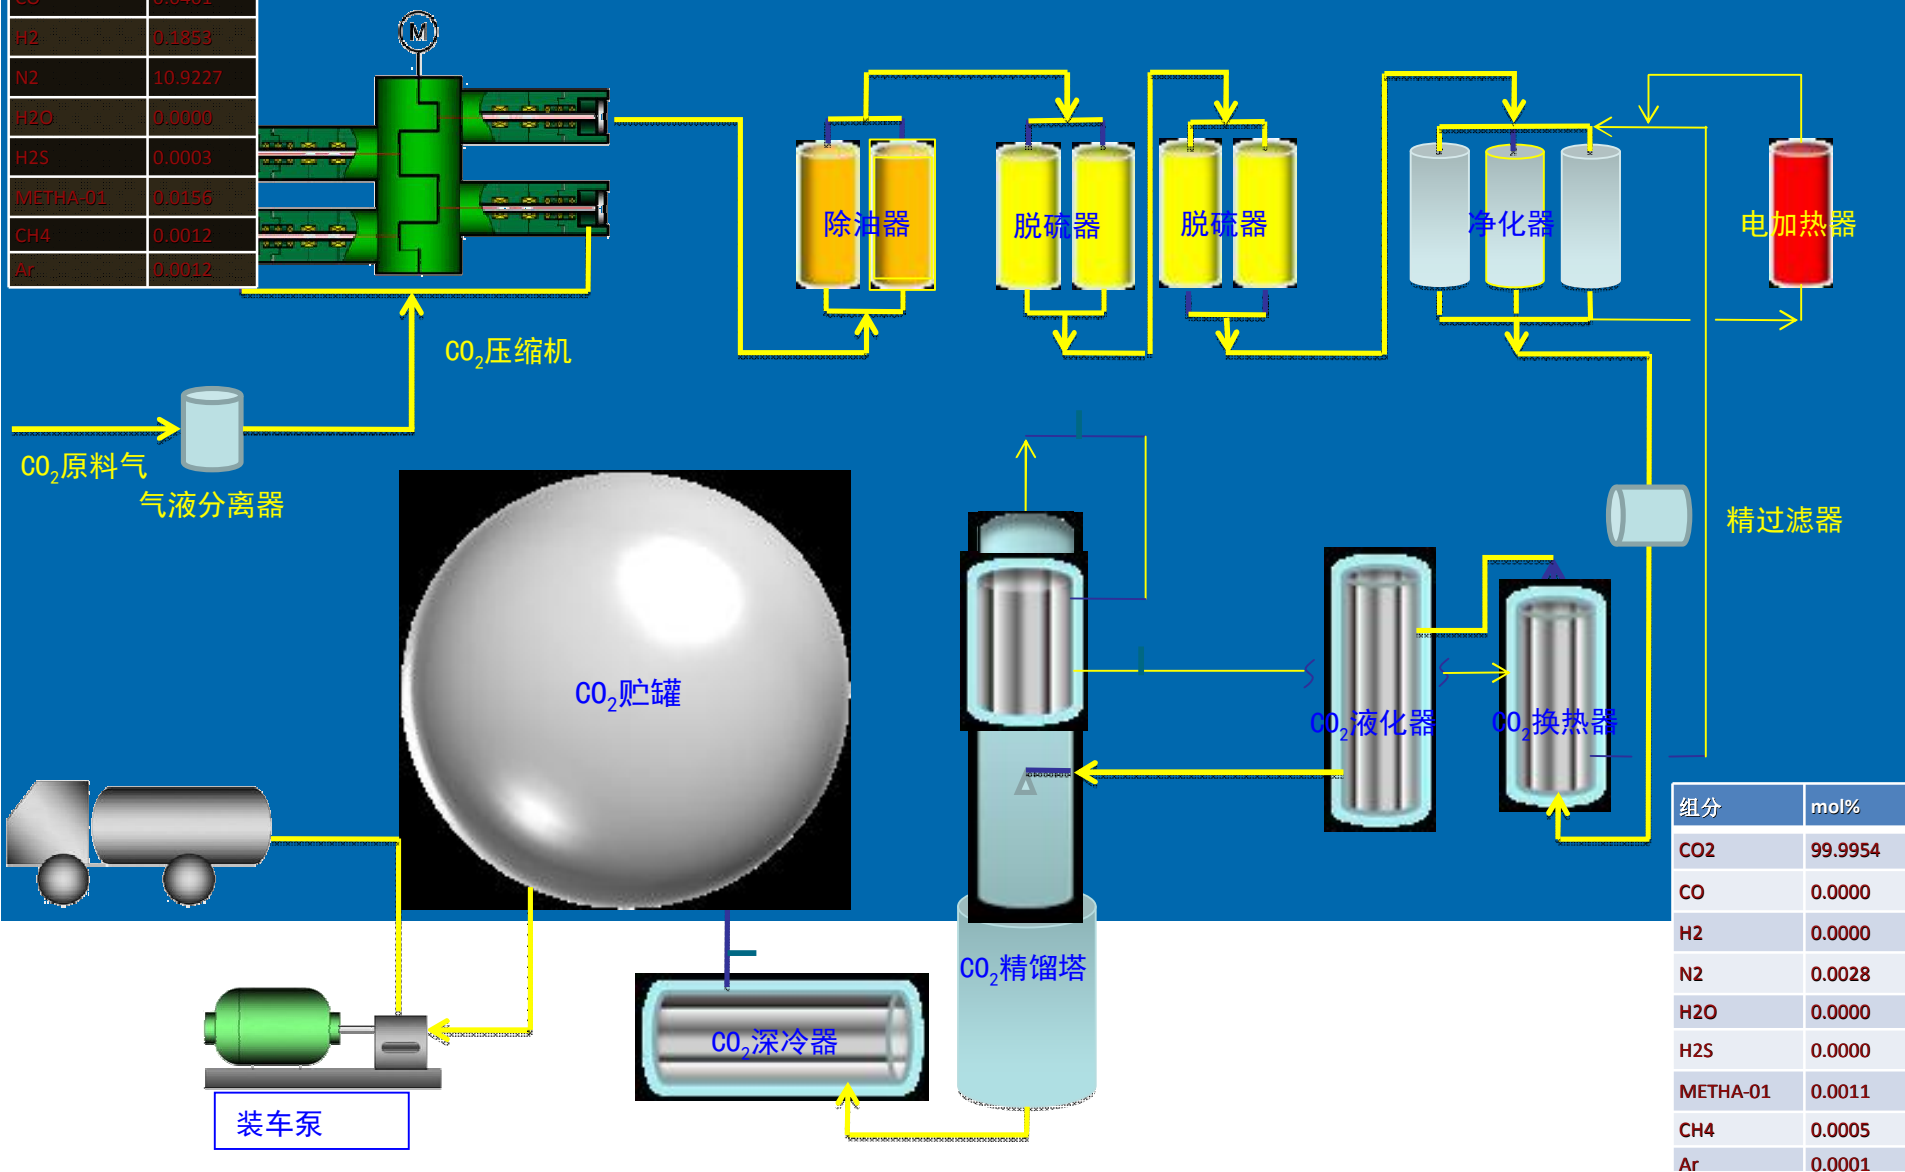 H2 0.1853
N2 10.9227
H2O 0.0000
H2S 0.0003
METHA-01 0.0156
CH4 0.0012
Ar 0.0012
M
除油器
脱硫器
脱硫器
净化器
电加热器
CO2压缩机
CO2原料气
气液分离器
精过滤器
CO2贮罐
CO2液化器
CO2换热器
CO2精馏塔
CO2深冷器
装车泵
组分 mol%
CO2 99.9954
CO 0.0000
H2 0.0000
N2 0.0028
H2O 0.0000
H2S 0.0000
METHA-01 0.0011
CH4 0.0005
Ar 0.0001